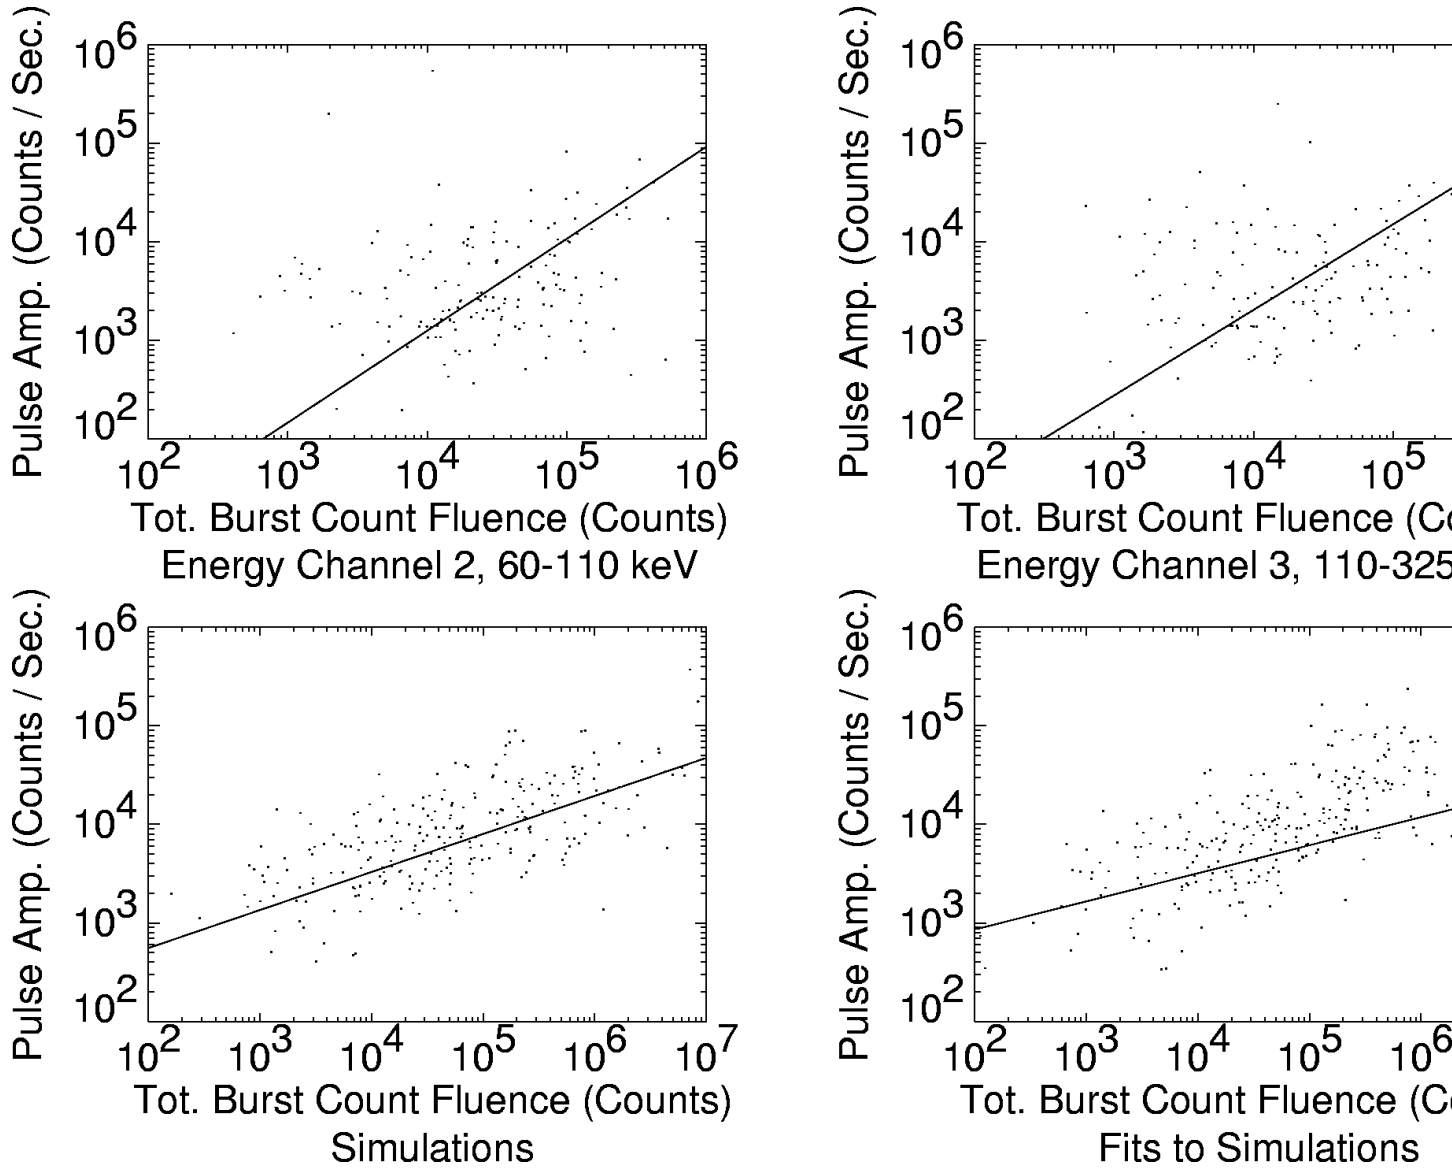 Pulse Amp. (Counts / Sec.)
10^6
10^5
10^4
10^3
10^2
10^2 10^3 10^4 10^5 10^6
Tot. Burst Count Fluence (Counts)
Energy Channel 2, 60-110 keV
Pulse Amp. (Counts / Sec.)
10^6
10^5
10^4
10^3
10^2
10^2 10^3 10^4 10^5
Tot. Burst Count Fluence (Co
Energy Channel 3, 110-325
Pulse Amp. (Counts / Sec.)
10^6
10^5
10^4
10^3
10^2
10^2 10^3 10^4 10^5 10^6 10^7
Tot. Burst Count Fluence (Counts)
Simulations
Pulse Amp. (Counts / Sec.)
10^6
10^5
10^4
10^3
10^2
10^2 10^3 10^4 10^5 10^6
Tot. Burst Count Fluence (Co
Fits to Simulations